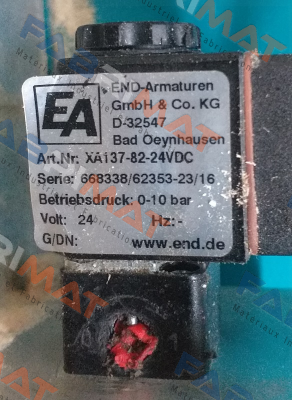 EA
END-Armaturen
GmbH & Co. KG
D-32547
Bad Oeynhausen
Art.Nr: XA137-82-24VDC
Serie: 668338/62353-23/16
Betriebsdruck: 0-10 bar
Volt: 24 Hz:-
G/DN: www.end.de
FABRIMAT